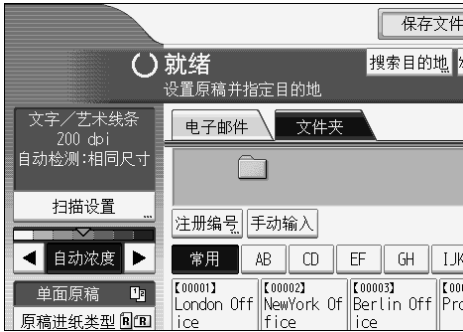 保存文件
就绪
搜索目的地
设置原稿并指定目的地
文字／艺术线条
200 dpi
自动检测:相同尺寸
电子邮件
文件夹
扫描设置
注册编号
手动输入
自动浓度
常用
AB
CD
EF
GH
IJK
单面原稿
原稿进纸类型
【00001】
London Off
ice
【00002】
NewYork Of
fice
【00003】
Berlin Off
ice